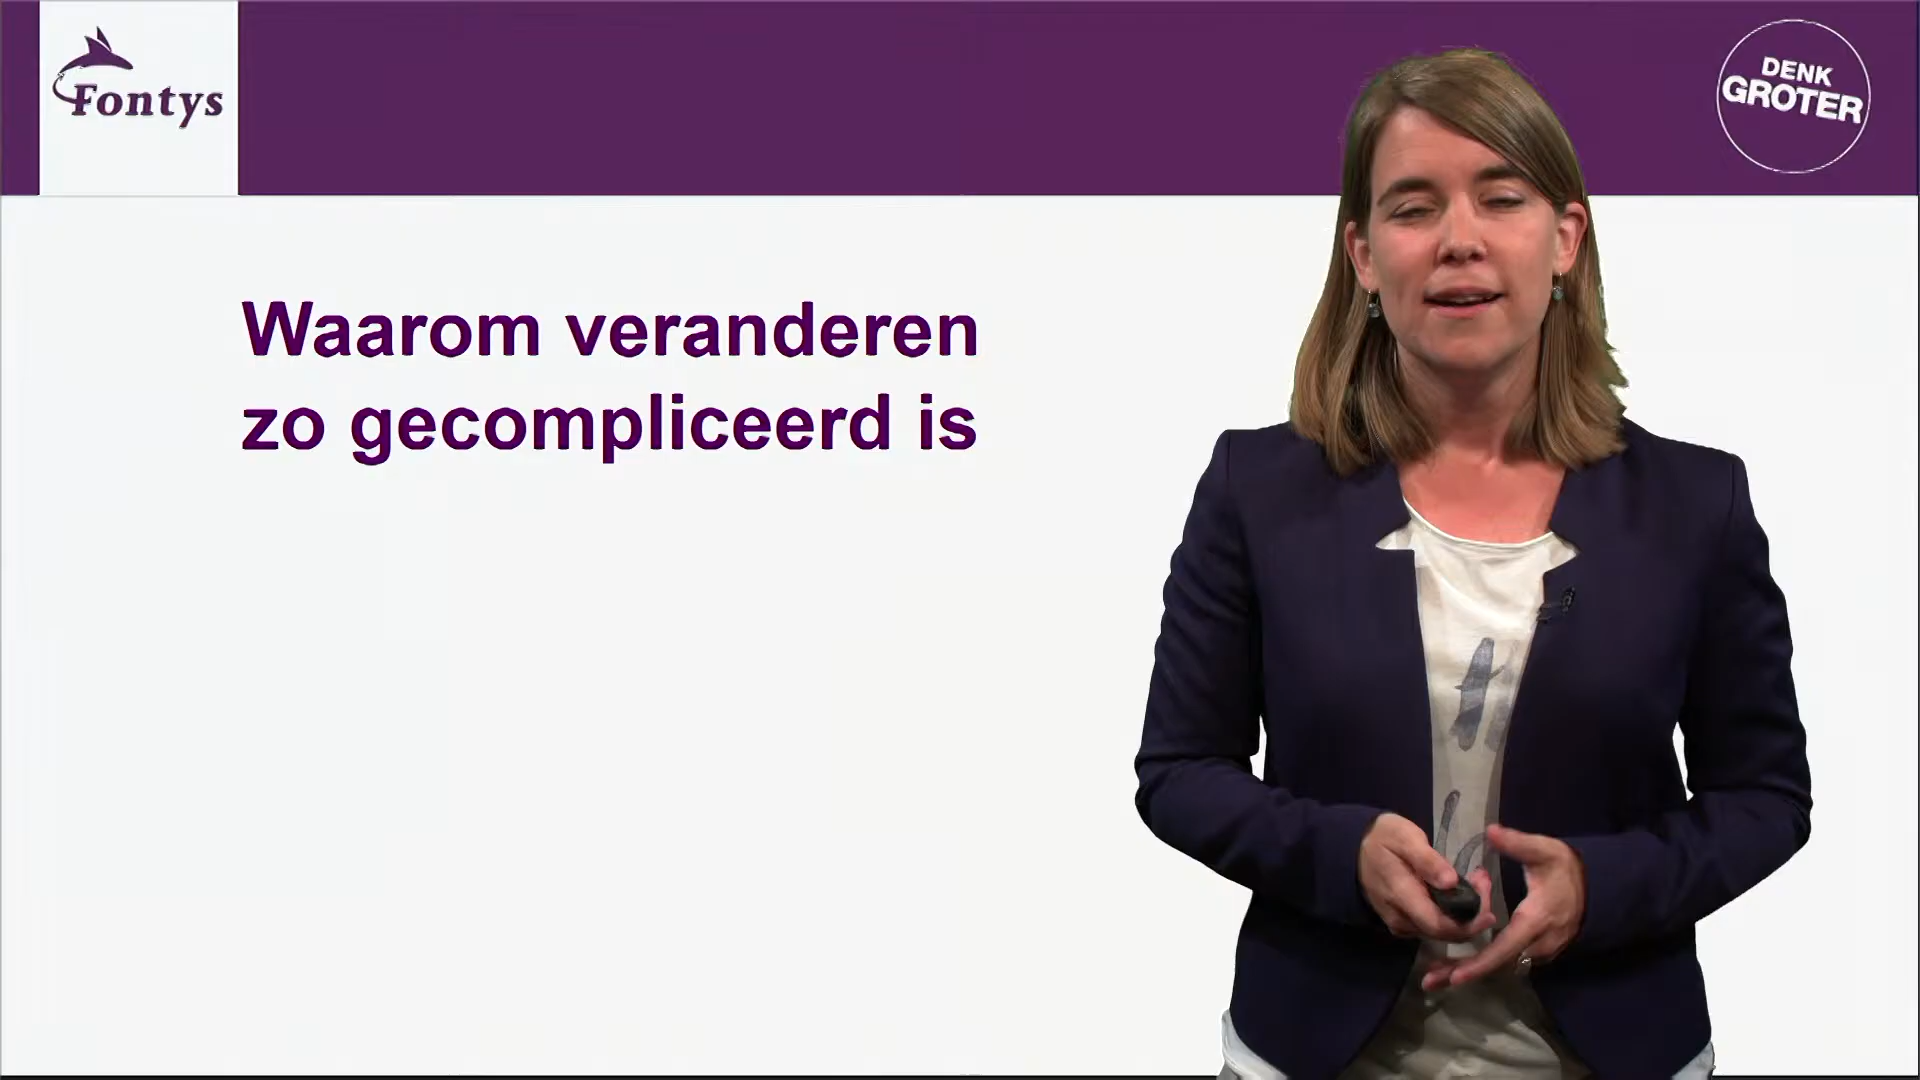 Fontys
DENK
GROTER
Waarom veranderen
zo gecompliceerd is